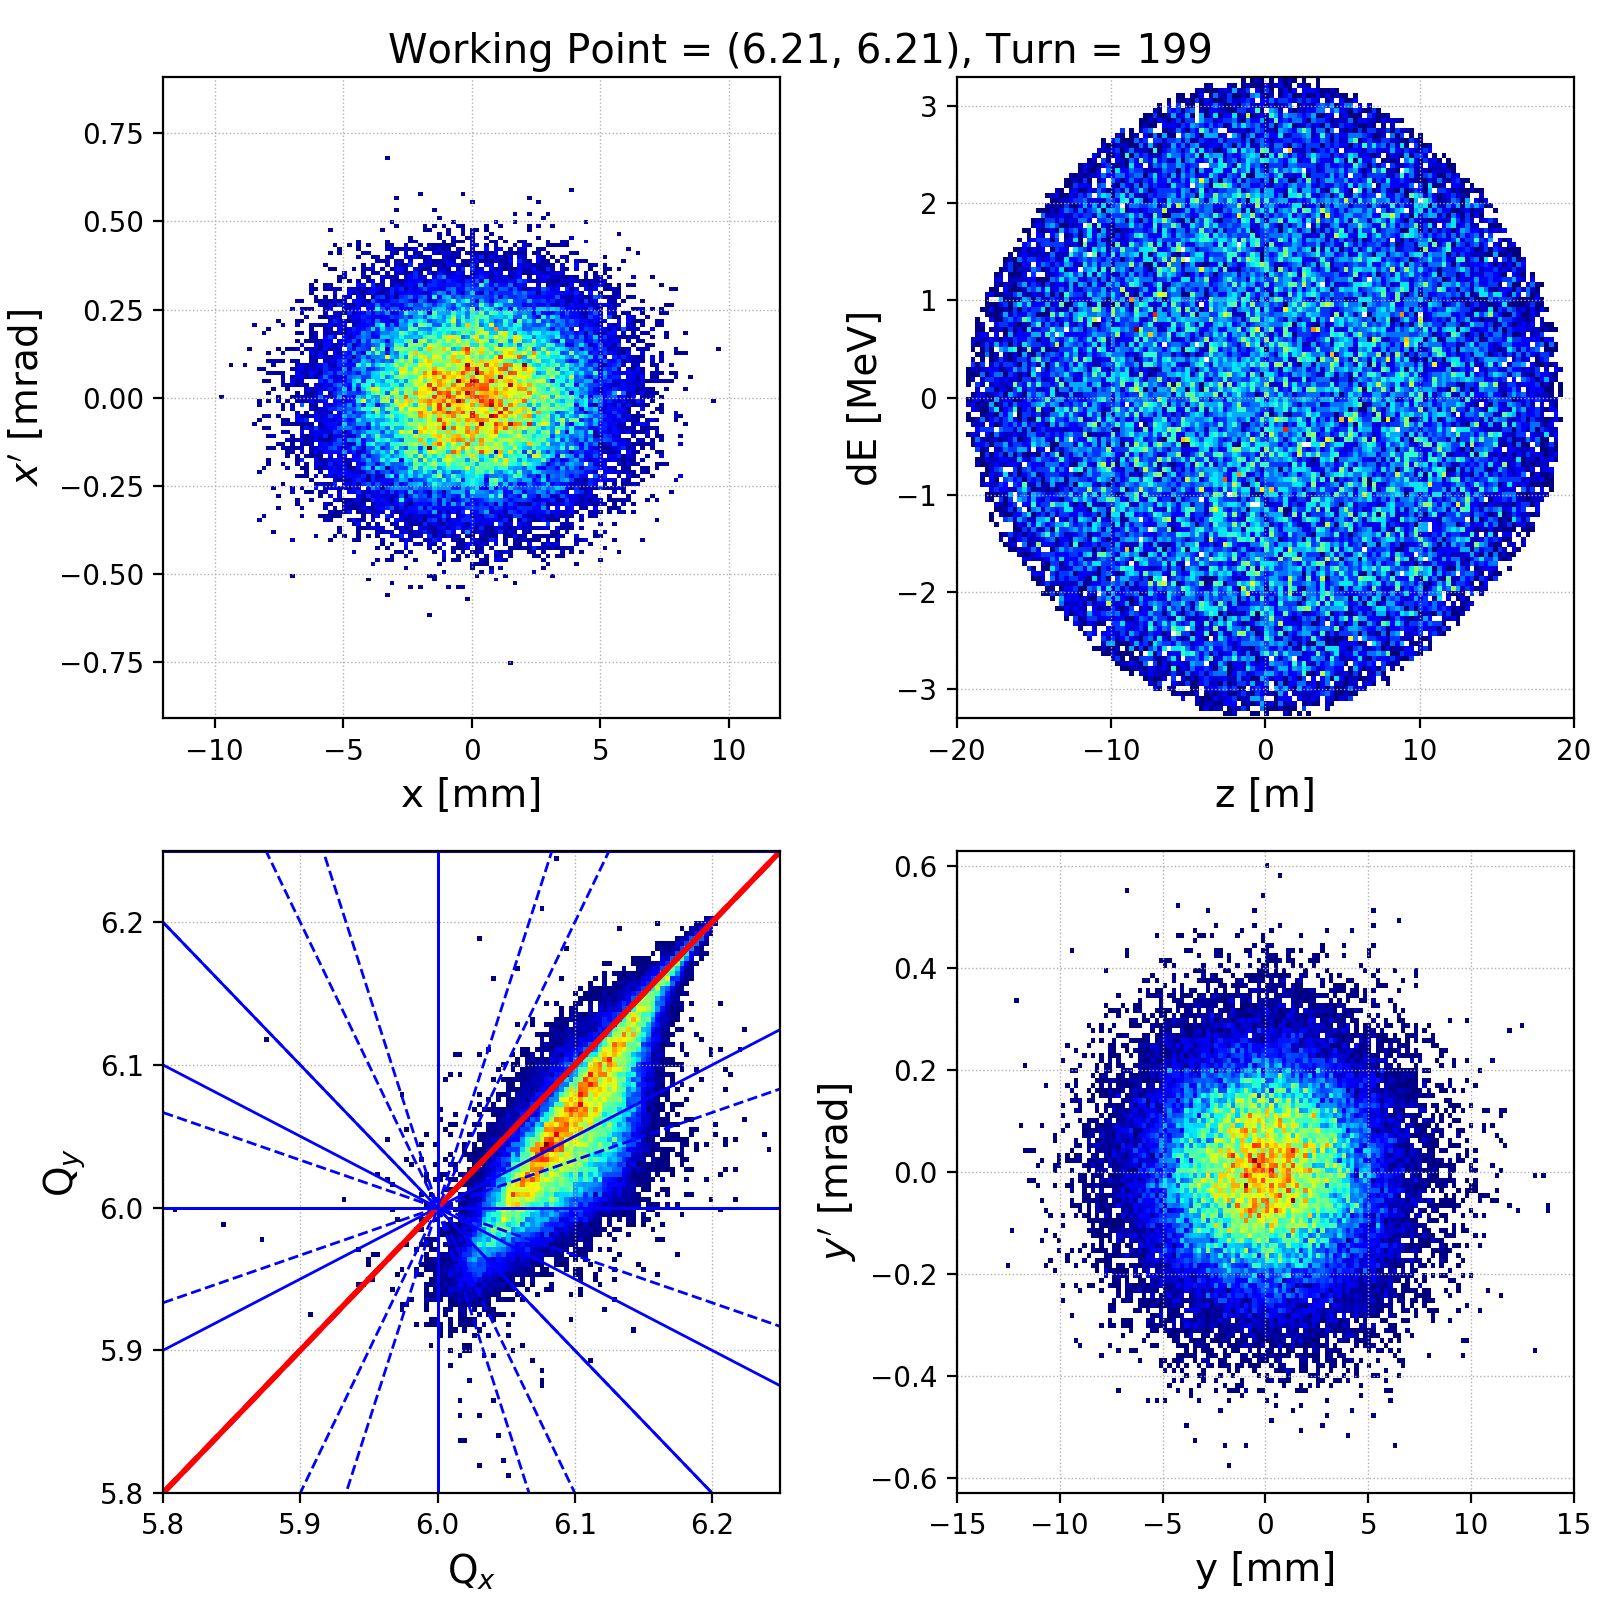 Working Point = (6.21, 6.21), Turn = 199
0.75
0.50
0.25
0.00
−0.25
−0.50
−0.75
x′ [mrad]
−10 −5 0 5 10
x [mm]
3
2
1
0
−1
−2
−3
dE [MeV]
−20 −10 0 10 20
z [m]
6.2
6.1
6.0
5.9
5.8
Qy
5.8 5.9 6.0 6.1 6.2
Qx
0.6
0.4
0.2
0.0
−0.2
−0.4
−0.6
y′ [mrad]
−15 −10 −5 0 5 10 15
y [mm]